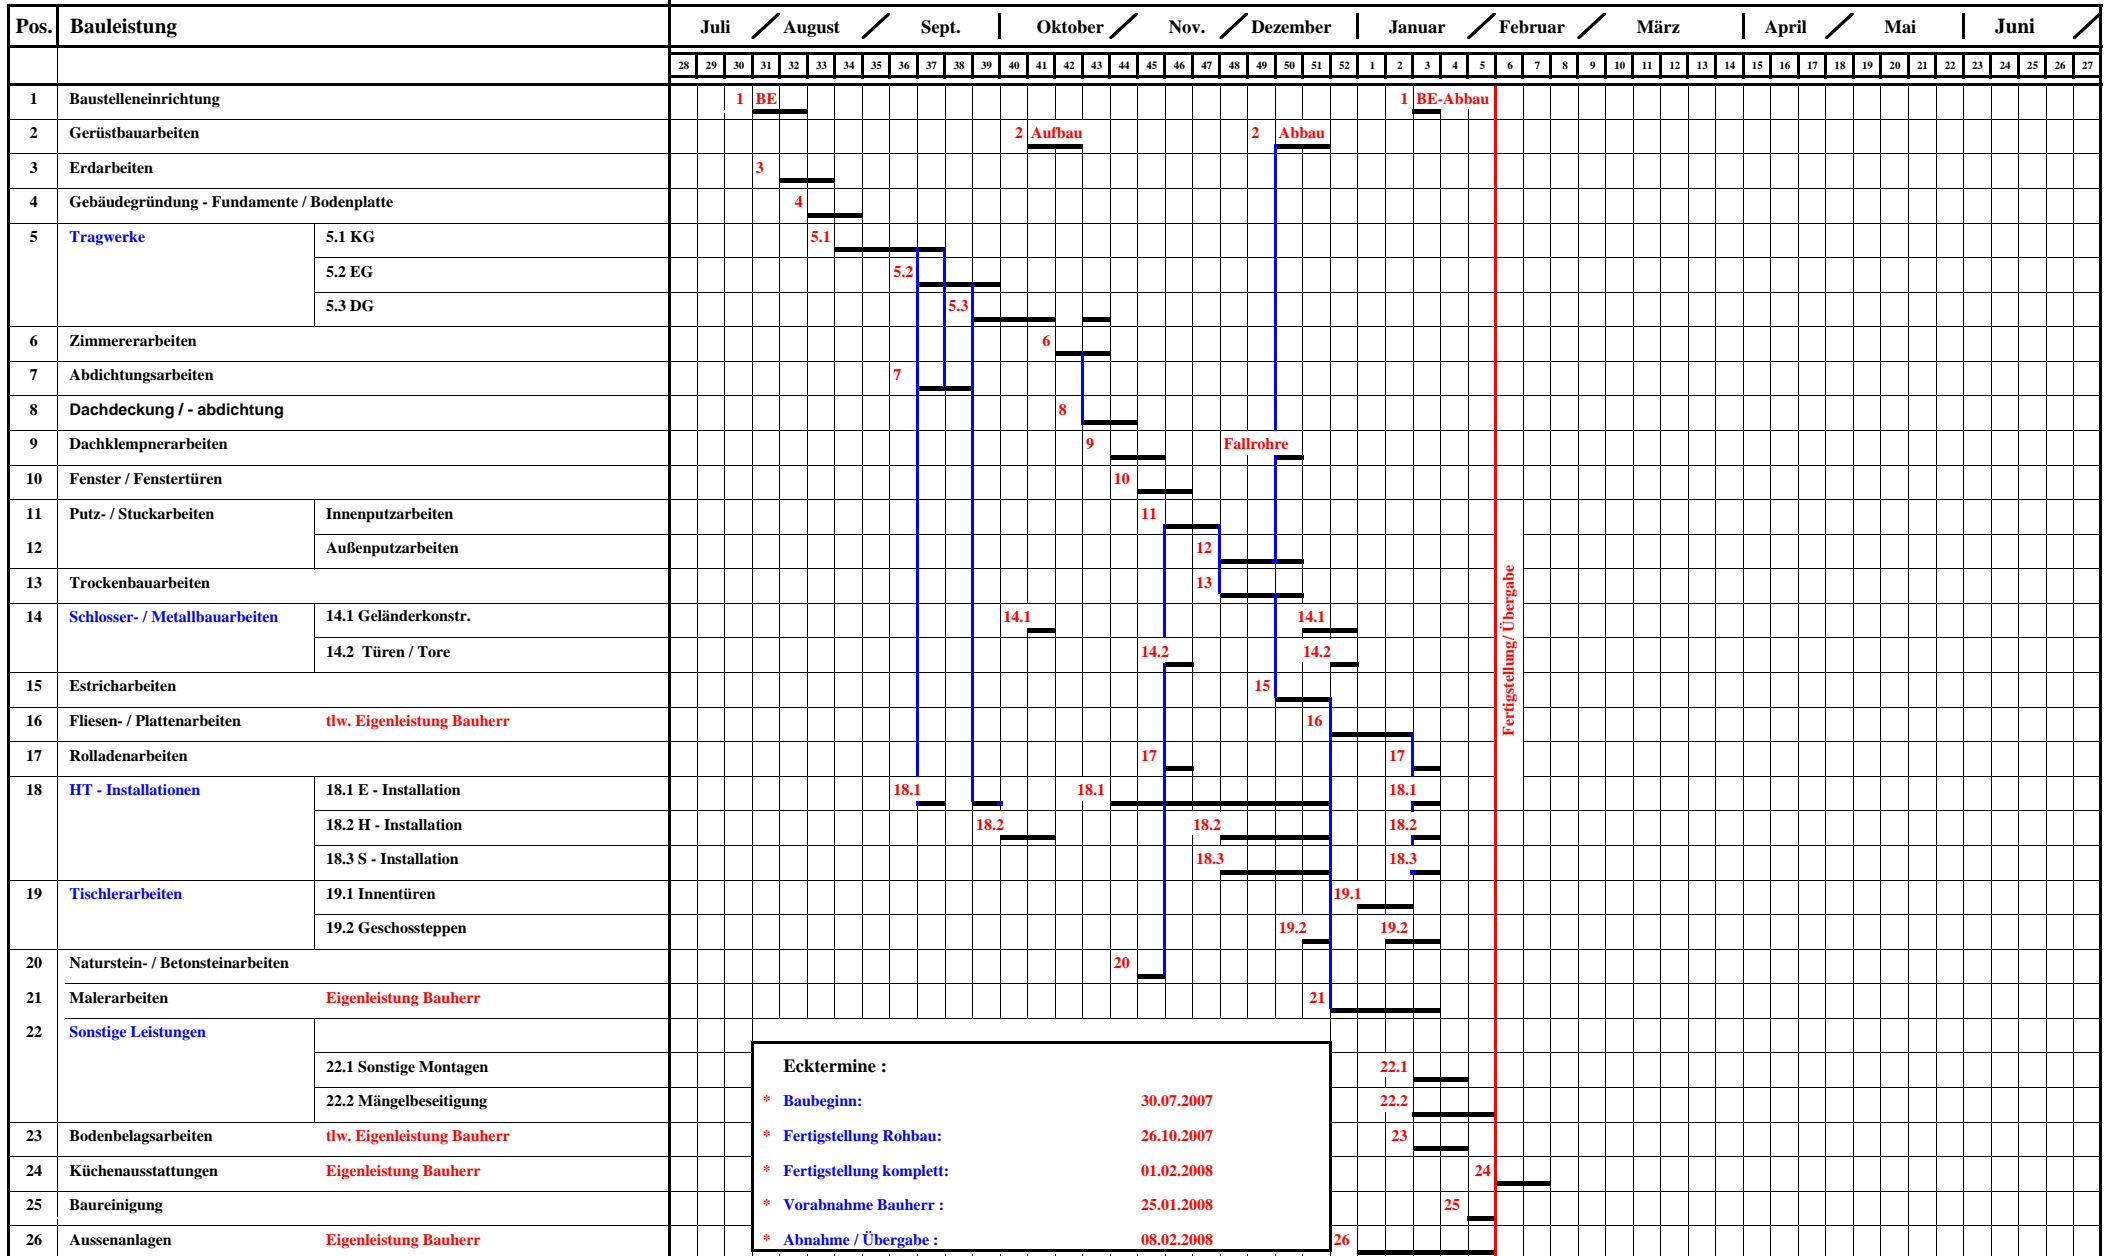 Pos. Bauleistung Juli August Sept. Oktober Nov. Dezember Januar Februar März April Mai Juni
28 29 30 31 32 33 34 35 36 37 38 39 40 41 42 43 44 45 46 47 48 49 50 51 52 1 2 3 4 5 6 7 8 9 10 11 12 13 14 15 16 17 18 19 20 21 22 23 24 25 26 27
1 Baustelleneinrichtung 1 BE 1 BE-Abbau
2 Gerüstbauarbeiten 2 Aufbau 2 Abbau
3 Erdarbeiten 3
4 Gebäudegründung - Fundamente / Bodenplatte 4
5 Tragwerke 5.1 KG 5.1
5.2 EG 5.2
5.3 DG 5.3
6 Zimmererarbeiten 6
7 Abdichtungsarbeiten 7
8 Dachdeckung / - abdichtung 8
9 Dachklempnerarbeiten 9 Fallrohre
10 Fenster / Fenstertüren 10
11 Putz- / Stuckarbeiten Innenputzarbeiten 11
12 Außenputzarbeiten 12
13 Trockenbauarbeiten 13
14 Schlosser- / Metallbauarbeiten 14.1 Geländerkonstr. 14.1 14.1
14.2 Türen / Tore 14.2 14.2
15 Estricharbeiten 15
16 Fliesen- / Plattenarbeiten tlw. Eigenleistung Bauherr 16
17 Rolladenarbeiten 17 17
18 HT - Installationen 18.1 E - Installation 18.1 18.1 18.1
18.2 H - Installation 18.2 18.2 18.2
18.3 S - Installation 18.3 18.3
19 Tischlerarbeiten 19.1 Innentüren 19.1
19.2 Geschossteppen 19.2 19.2
20 Naturstein- / Betonsteinarbeiten 20
21 Malerarbeiten Eigenleistung Bauherr 21
22 Sonstige Leistungen
22.1 Sonstige Montagen 22.1
22.2 Mängelbeseitigung 22.2
23 Bodenbelagsarbeiten tlw. Eigenleistung Bauherr 23
24 Küchenausstattungen Eigenleistung Bauherr 24
25 Baureinigung 25
26 Aussenanlagen Eigenleistung Bauherr 26
Fertigstellung/ Übergabe
Ecktermine :
* Baubeginn: 30.07.2007
* Fertigstellung Rohbau: 26.10.2007
* Fertigstellung komplett: 01.02.2008
* Vorabnahme Bauherr : 25.01.2008
* Abnahme / Übergabe : 08.02.2008